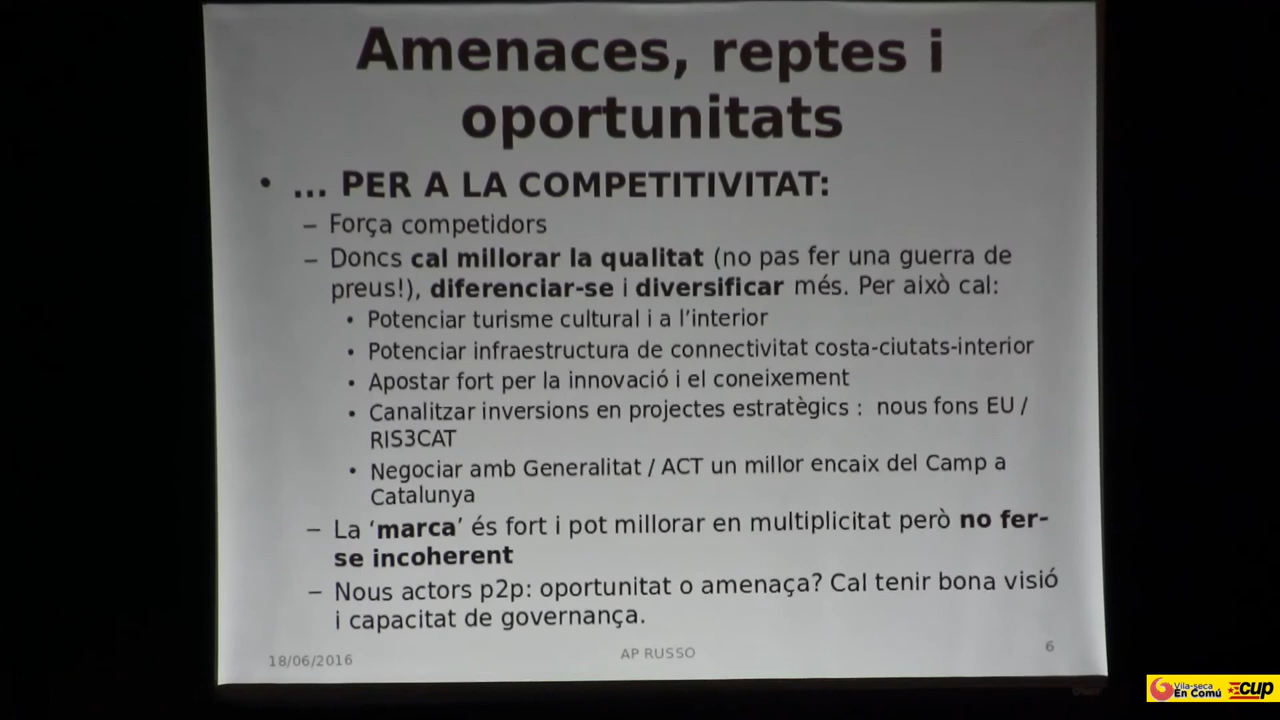 Amenaces, reptes i
oportunitats
• ... PER A LA COMPETITIVITAT:
– Força competidors
– Doncs cal millorar la qualitat (no pas fer una guerra de
preus!), diferenciar-se i diversificar més. Per això cal:
• Potenciar turisme cultural i a l’interior
• Potenciar infraestructura de connectivitat costa-ciutats-interior
• Apostar fort per la innovació i el coneixement
• Canalitzar inversions en projectes estratègics :  nous fons EU /
RIS3CAT
• Negociar amb Generalitat / ACT un millor encaix del Camp a
Catalunya
– La ‘marca’ és fort i pot millorar en multiplicitat però no fer-
se incoherent
– Nous actors p2p: oportunitat o amenaça? Cal tenir bona visió
i capacitat de governança.
18/06/2016
AP RUSSO
6
Vila-seca
En Comú
cup